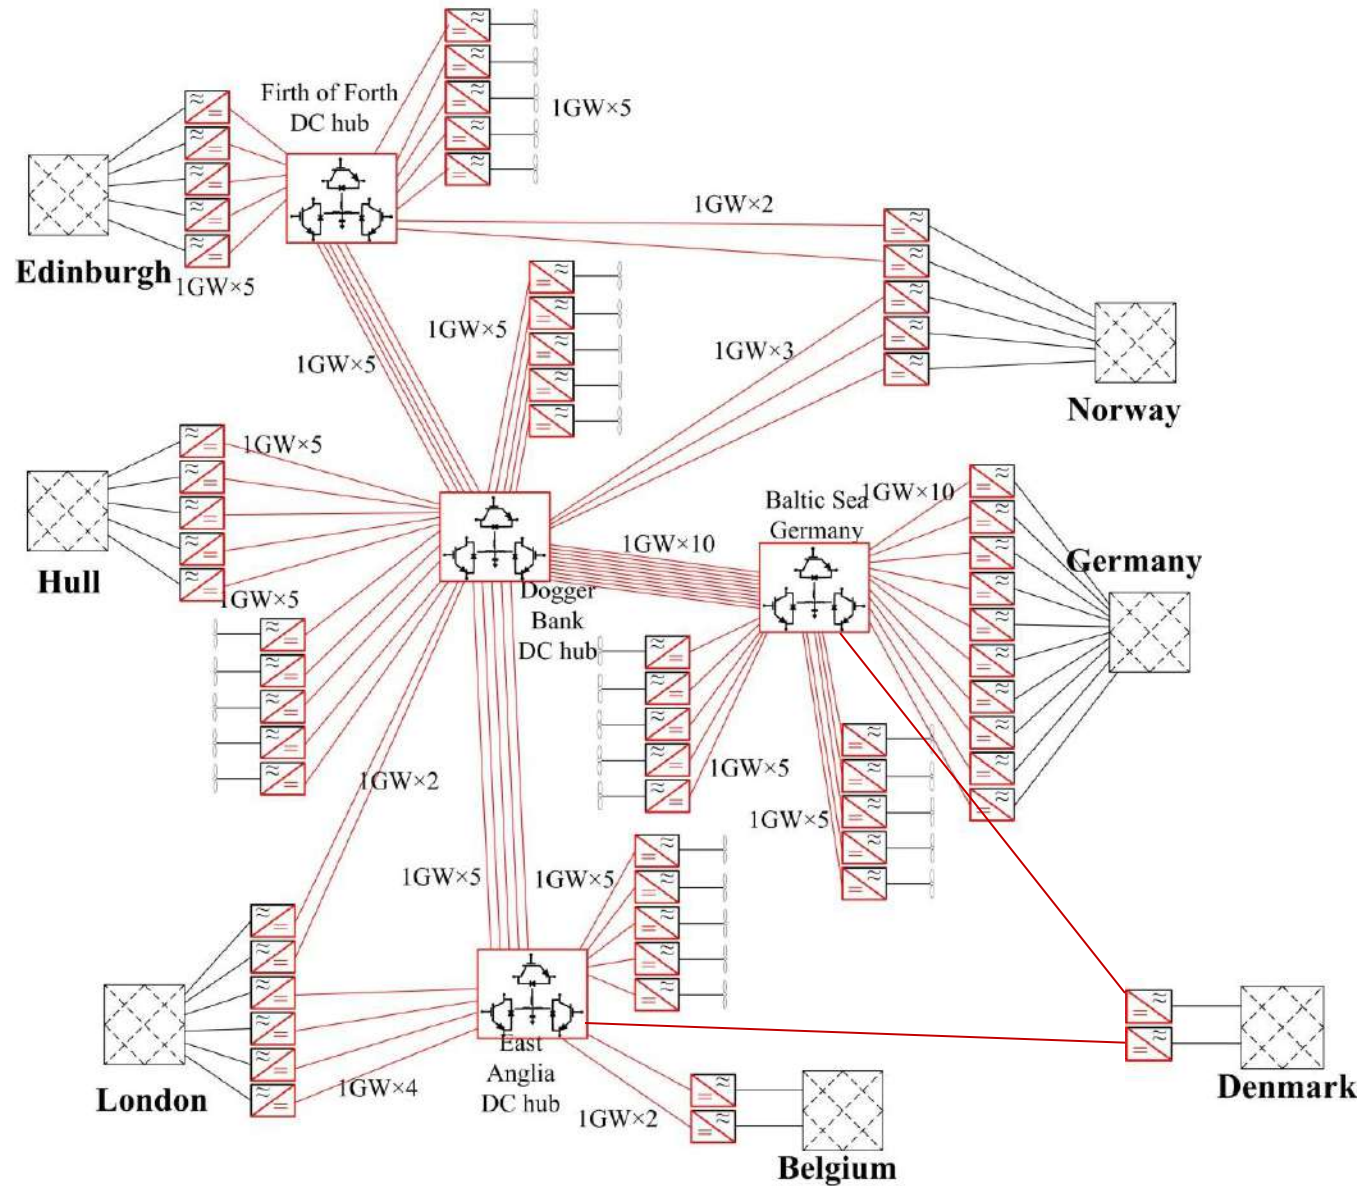 Firth of Forth
DC hub
1GW×5
1GW×2
Edinburgh
1GW×5
1GW×5
1GW×5
1GW×3
Norway
1GW×5
Baltic Sea
Germany
1GW×10
1GW×10
Germany
Hull
1GW×5
Dogger
Bank
DC hub
1GW×2
1GW×5
1GW×5
1GW×5
1GW×5
London
1GW×4
East
Anglia
DC hub
1GW×2
Belgium
Denmark